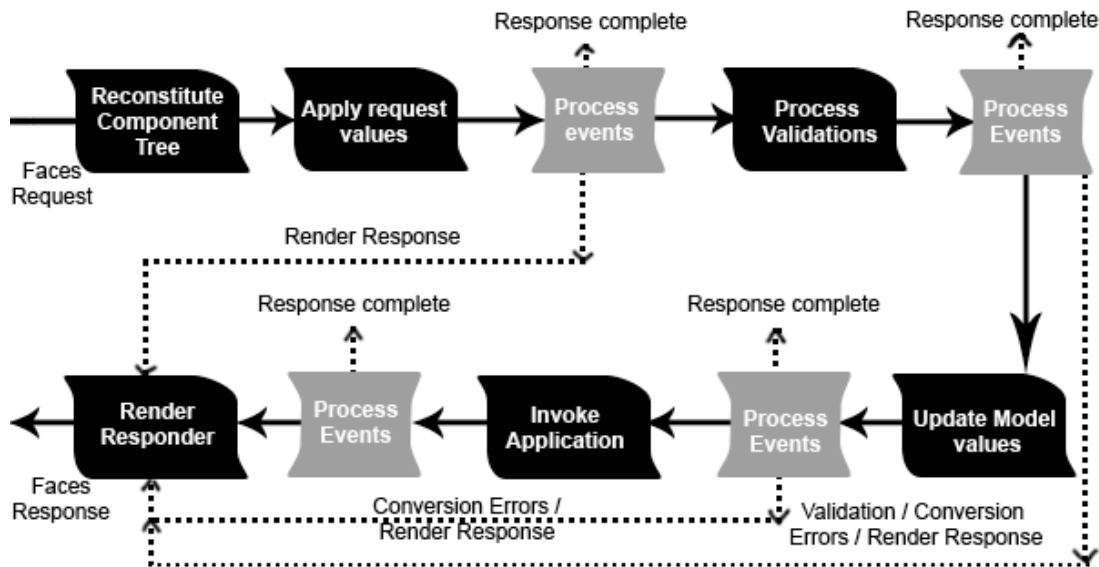 Response complete
Response complete
Reconstitute
Component
Tree
Apply request
values
Process
events
Process
Validations
Process
Events
Faces
Request
Render Response
Response complete
Response complete
Render
Responder
Process
Events
Invoke
Application
Process
Events
Update Model
values
Faces
Response
Conversion Errors /
Render Response
Validation / Conversion
Errors / Render Response